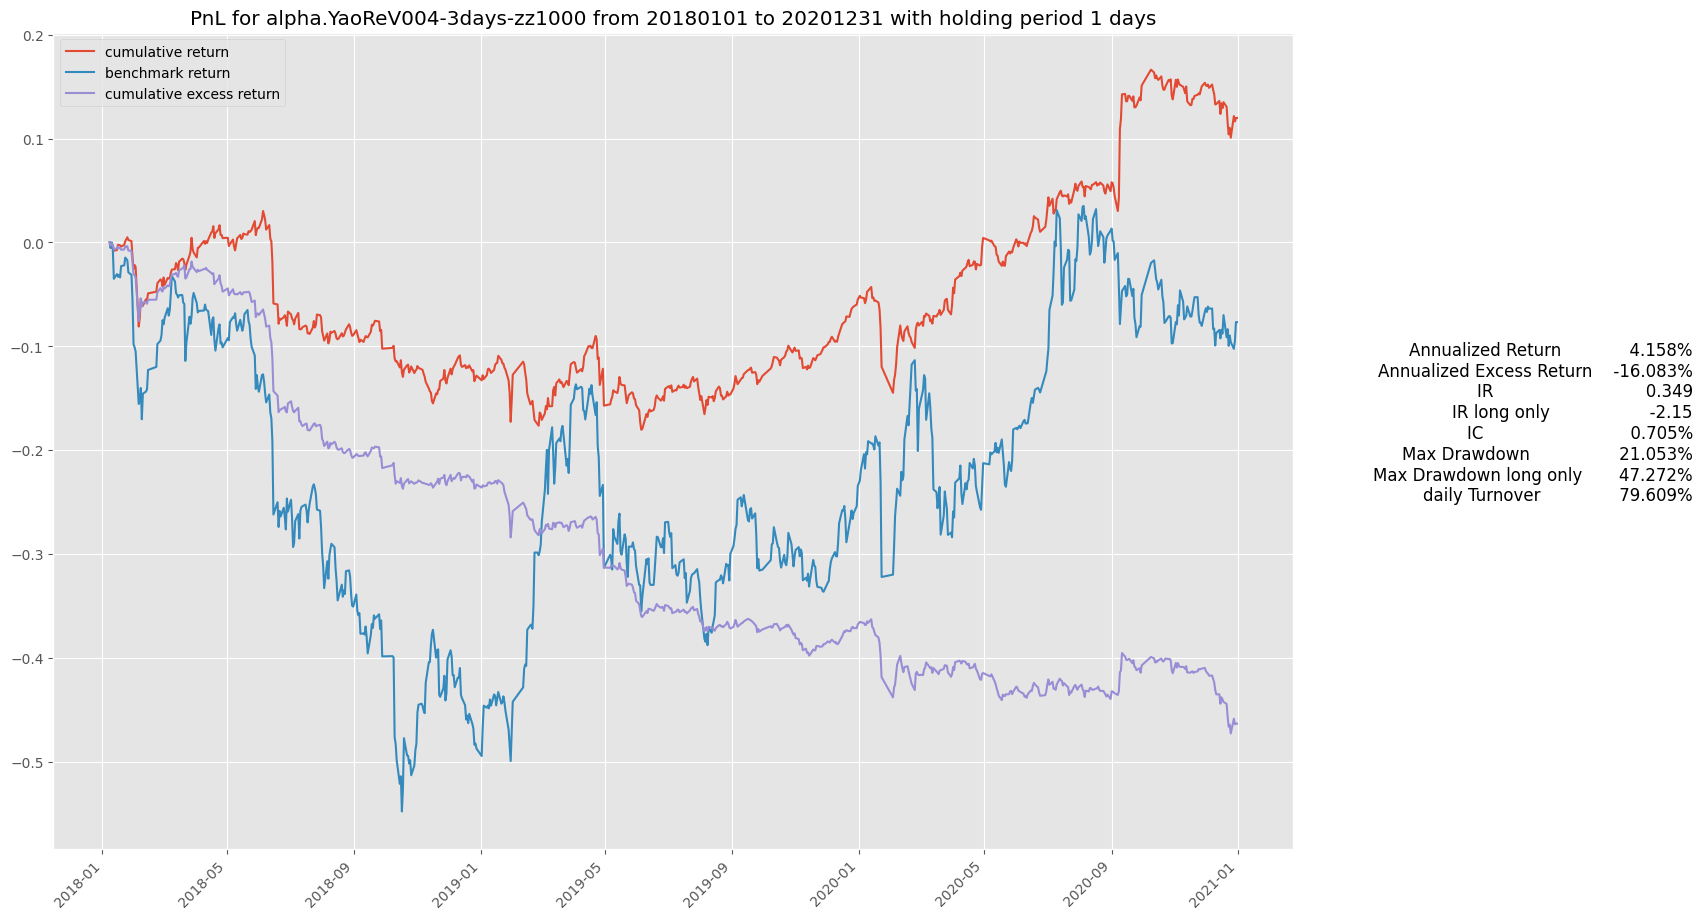 PnL for alpha.YaoReV004-3days-zz1000 from 20180101 to 20201231 with holding period 1 days
cumulative return
benchmark return
cumulative excess return
0.2
0.1
0.0
−0.1
−0.2
−0.3
−0.4
−0.5
2018-01
2018-05
2018-09
2019-01
2019-05
2019-09
2020-01
2020-05
2020-09
2021-01
Annualized Return 4.158%
Annualized Excess Return -16.083%
IR 0.349
IR long only -2.15
IC 0.705%
Max Drawdown 21.053%
Max Drawdown long only 47.272%
daily Turnover 79.609%